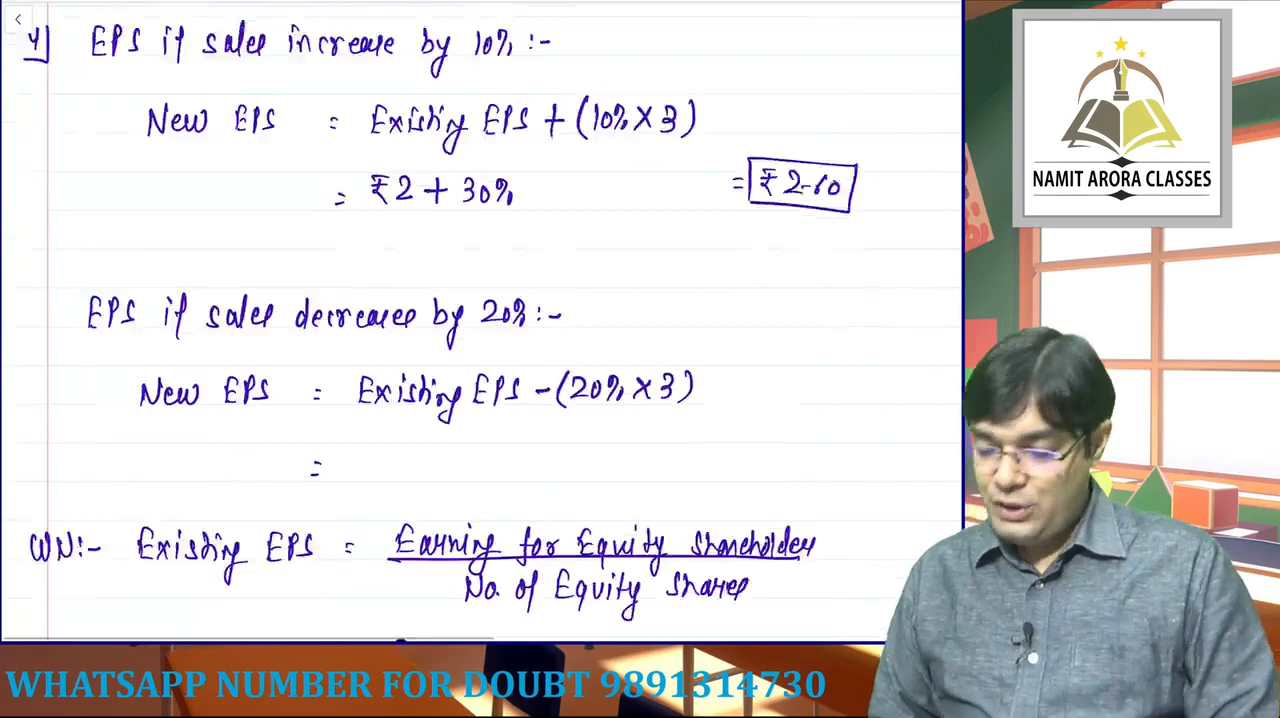 4] EPS if sales increase by 10% :-
New EPS = Existing EPS + (10% X 3)
= ₹2 + 30% = ₹2-60
EPS if sales decreases by 20% :-
New EPS = Existing EPS - (20% X 3)
=
WN:- Existing EPS = Earning for Equity Shareholder
No. of Equity Shares
NAMIT ARORA CLASSES
WHATSAPP NUMBER FOR DOUBT 9891314730